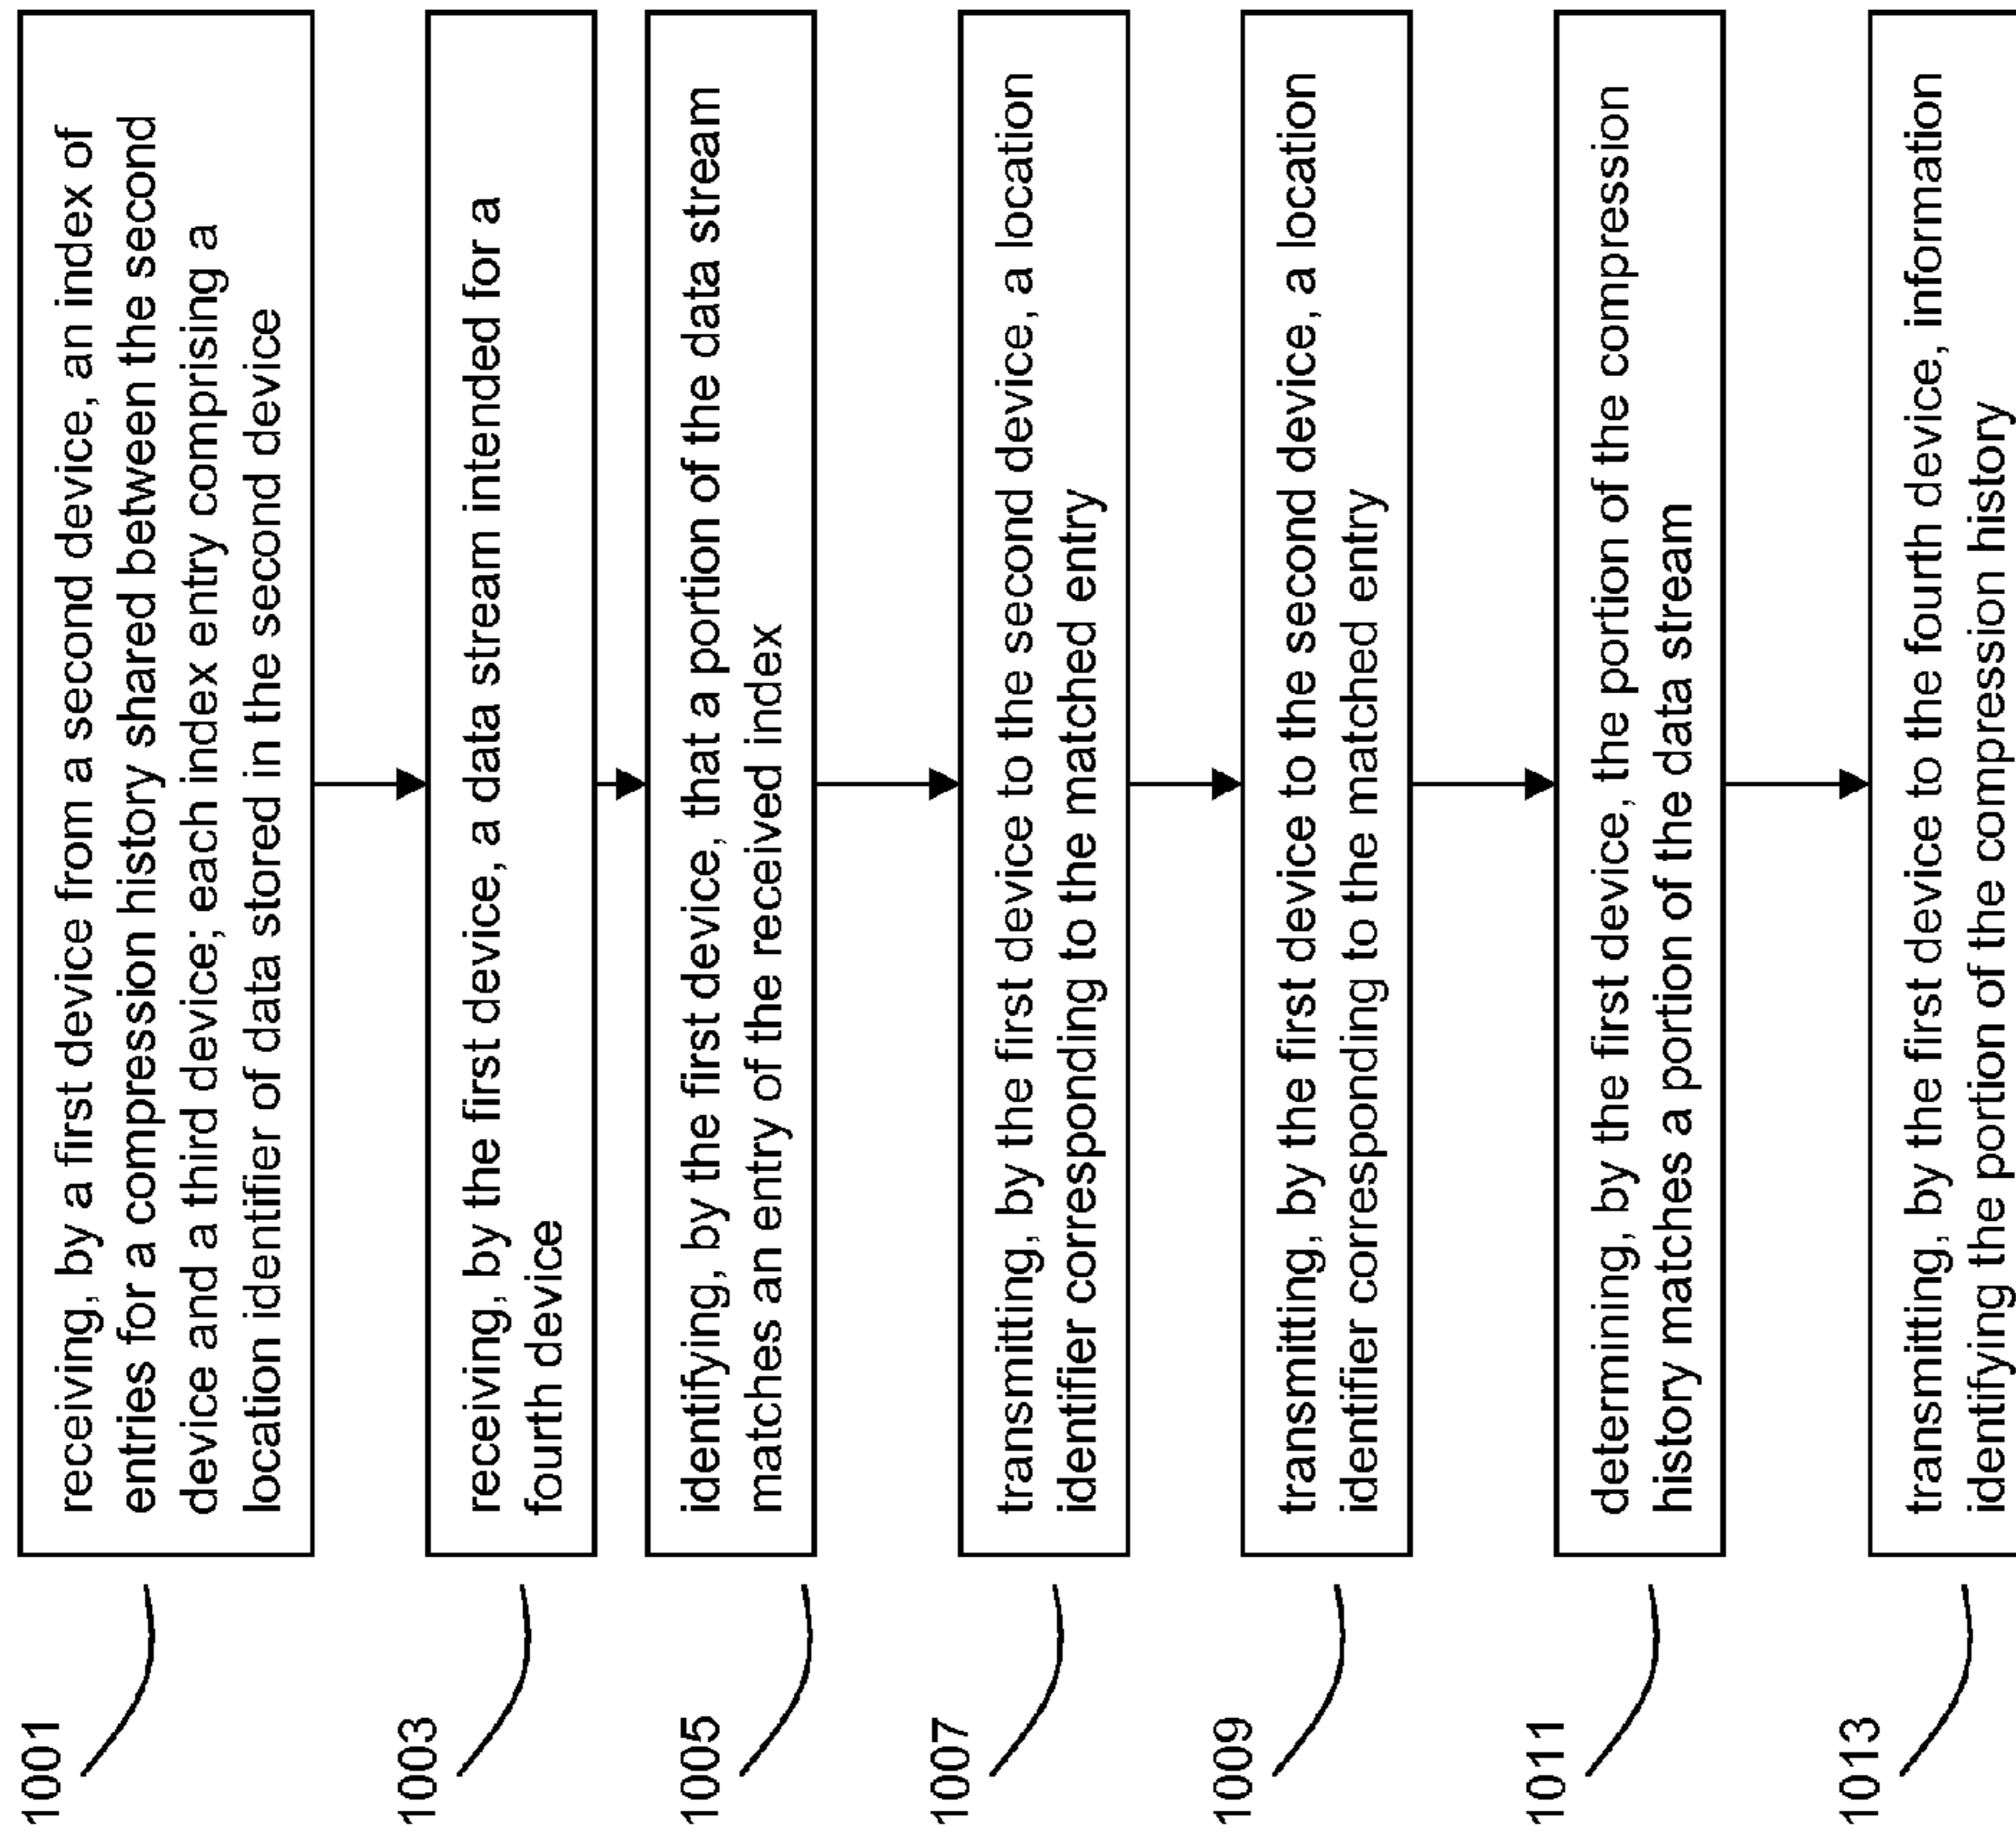 1001
receiving, by a first device from a second device, an index of
entries for a compression history shared between the second
device and a third device; each index entry comprising a
location identifier of data stored in the second device
1003
receiving, by the first device, a data stream intended for a
fourth device
1005
identifying, by the first device, that a portion of the data stream
matches an entry of the received index
1007
transmitting, by the first device to the second device, a location
identifier corresponding to the matched entry
1009
transmitting, by the first device to the second device, a location
identifier corresponding to the matched entry
1011
determining, by the first device, the portion of the compression
history matches a portion of the data stream
1013
transmitting, by the first device to the fourth device, information
identifying the portion of the compression history